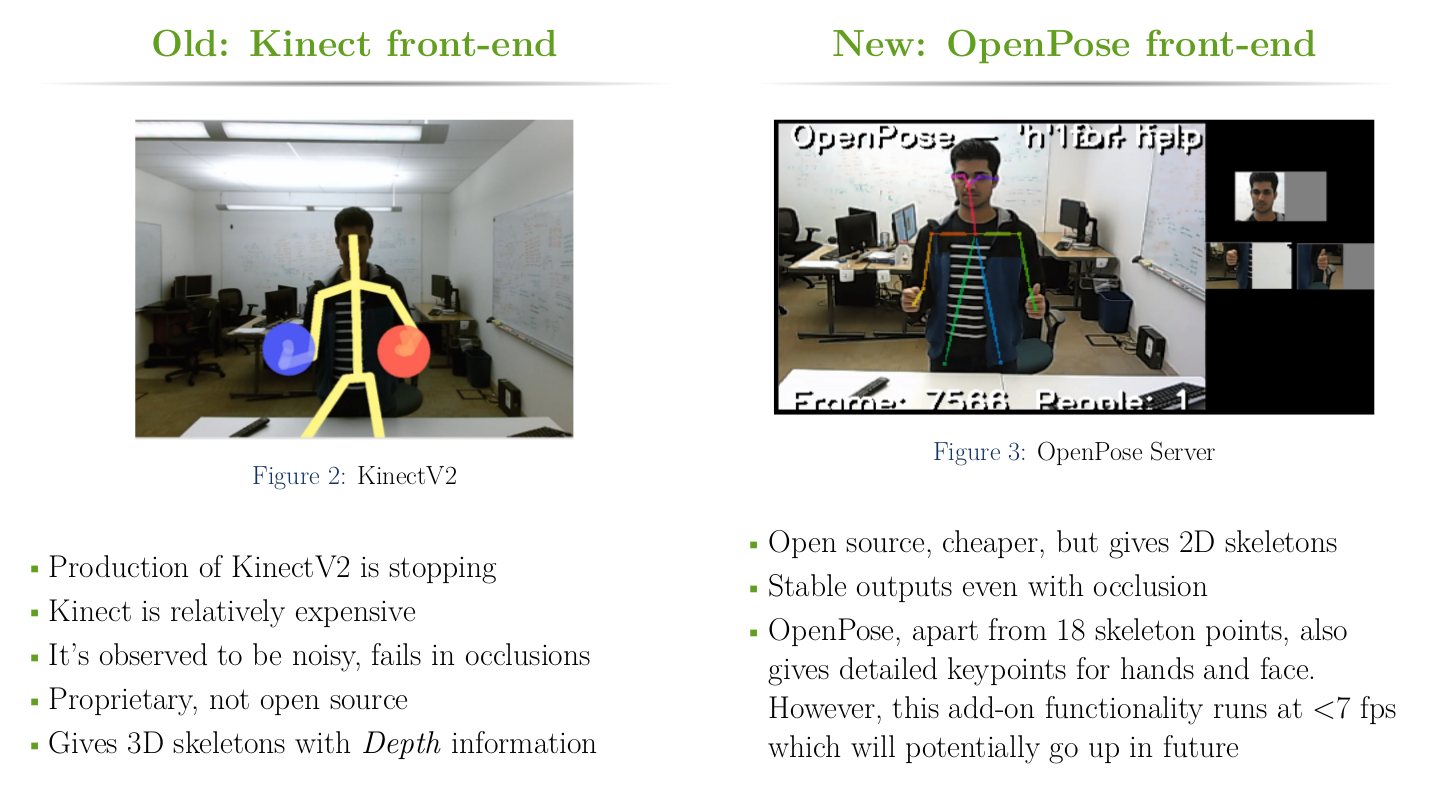 Old: Kinect front-end
Figure 2: KinectV2
▪ Production of KinectV2 is stopping
▪ Kinect is relatively expensive
▪ It's observed to be noisy, fails in occlusions
▪ Proprietary, not open source
▪ Gives 3D skeletons with Depth information
New: OpenPose front-end
OpenPose - 'h' for help
Frame: 7566 People: 1
Figure 3: OpenPose Server
▪ Open source, cheaper, but gives 2D skeletons
▪ Stable outputs even with occlusion
▪ OpenPose, apart from 18 skeleton points, also
gives detailed keypoints for hands and face.
However, this add-on functionality runs at <7 fps
which will potentially go up in future